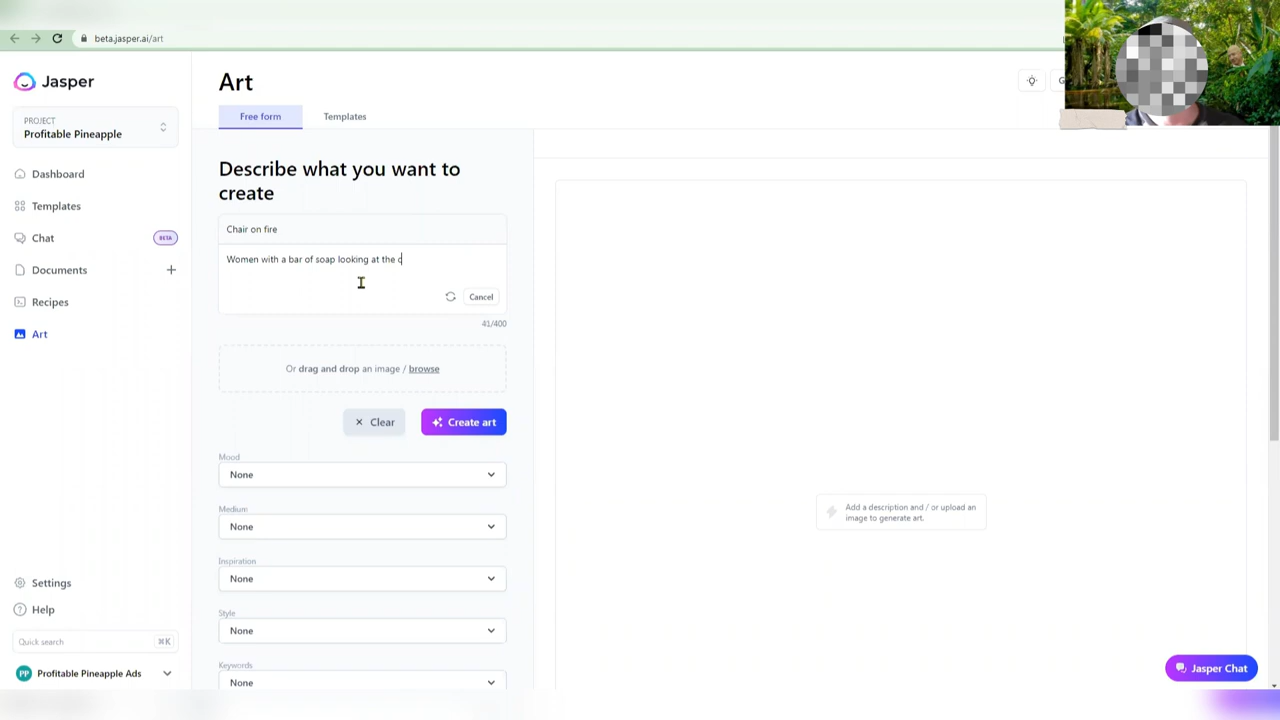 beta.jasper.ai/art
Jasper
PROJECT
Profitable Pineapple
Dashboard
Templates
Chat
BETA
Documents
Recipes
Art
Settings
Help
Quick search
⌘K
PP
Profitable Pineapple Ads
Art
Free form
Templates
Describe what you want to
create
Chair on fire
Women with a bar of soap looking at the c
Cancel
41/400
Or drag and drop an image / browse
Clear
Create art
Mood
None
Medium
None
Inspiration
None
Style
None
Keywords
None
Add a description and / or upload an
image to generate art.
Jasper Chat